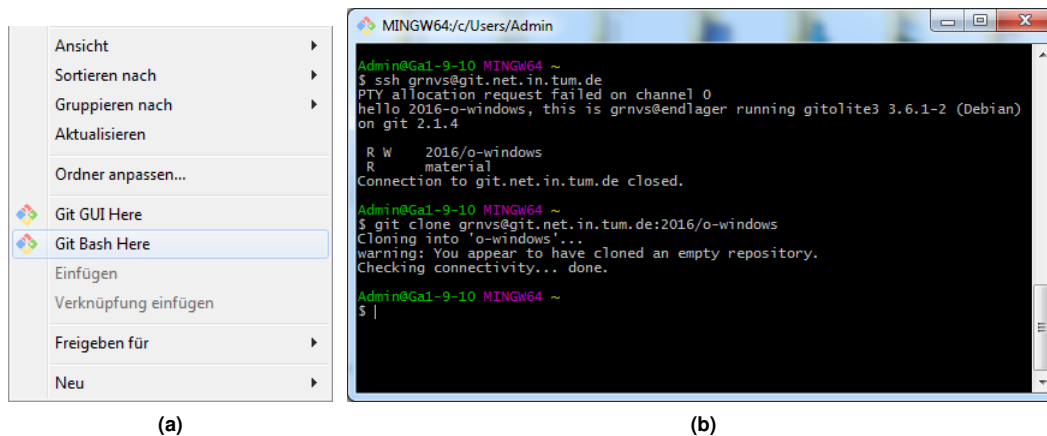 Ansicht
Sortieren nach
Gruppieren nach
Aktualisieren
Ordner anpassen...
Git GUI Here
Git Bash Here
Einfügen
Verknüpfung einfügen
Freigeben für
Neu
(a)
MINGW64:/c/Users/Admin
Admin@Ga1-9-10 MINGW64 ~
$ ssh grnvs@git.net.in.tum.de
PTY allocation request failed on channel 0
hello 2016-o-windows, this is grnvs@endlager running gitolite3 3.6.1-2 (Debian)
on git 2.1.4
R W 2016/o-windows
R material
Connection to git.net.in.tum.de closed.
Admin@Ga1-9-10 MINGW64 ~
$ git clone grnvs@git.net.in.tum.de:2016/o-windows
Cloning into 'o-windows'...
warning: You appear to have cloned an empty repository.
Checking connectivity... done.
Admin@Ga1-9-10 MINGW64 ~
$
(b)